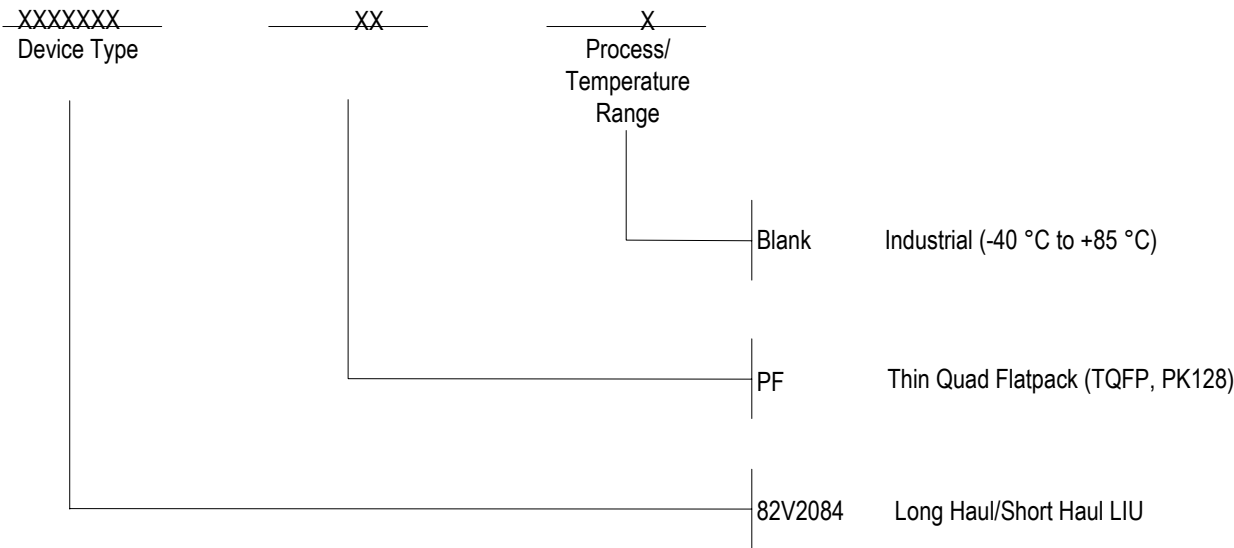 XXXXXXX XX X
Device Type Process/
Temperature
Range
Blank Industrial (-40 °C to +85 °C)
PF Thin Quad Flatpack (TQFP, PK128)
82V2084 Long Haul/Short Haul LIU